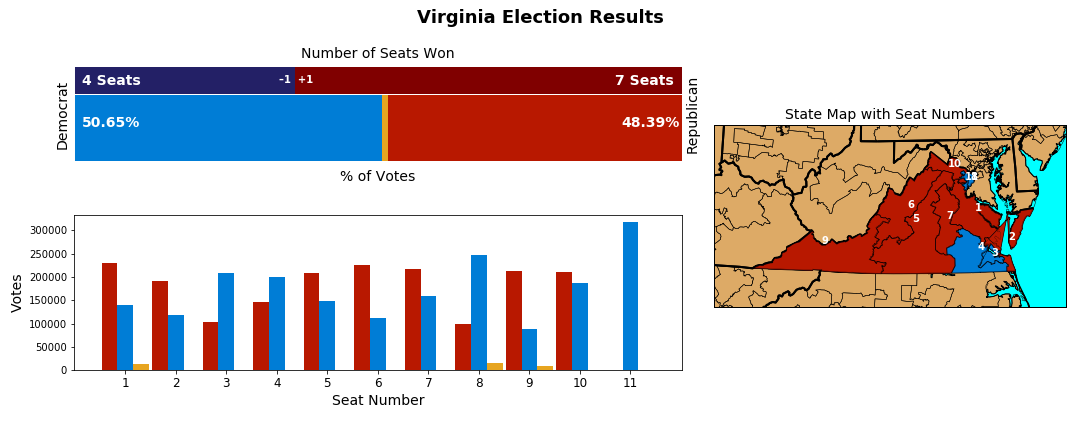 Virginia Election Results
Number of Seats Won
Democrat
4 Seats
–1
+1
7 Seats
50.65%
48.39%
Republican
% of Votes
Votes
300000
250000
200000
150000
100000
50000
0
1 2 3 4 5 6 7 8 9 10 11
Seat Number
State Map with Seat Numbers
10
6
5
1
7
2
9
4
3